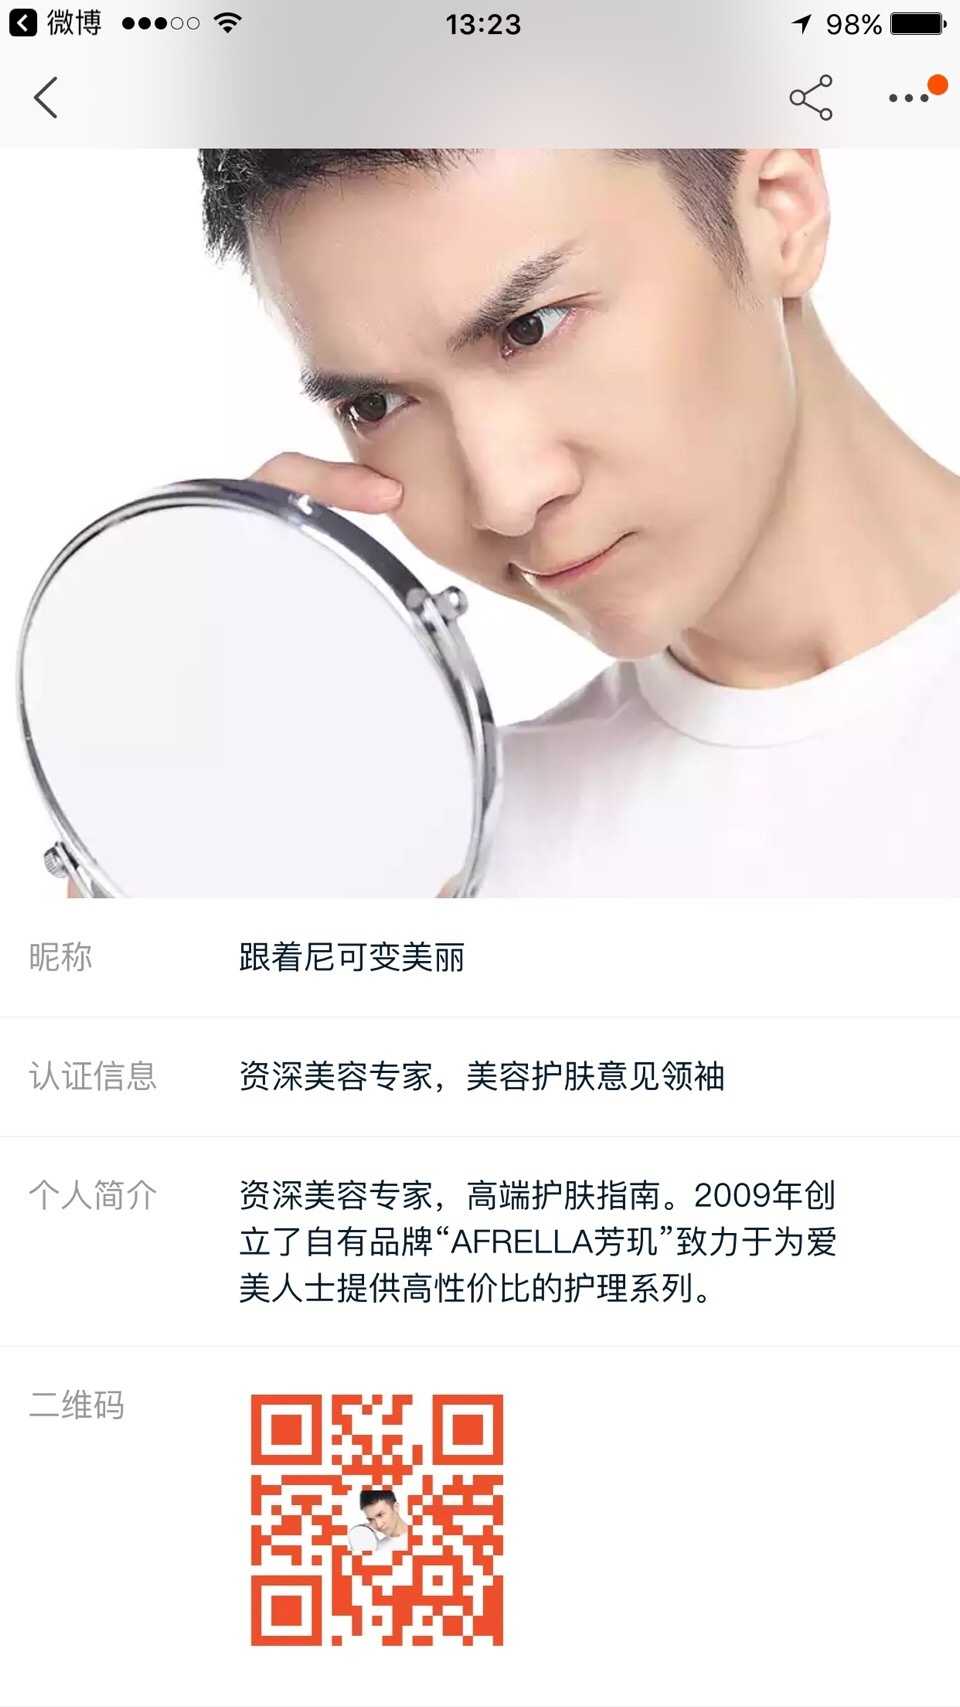 微博 13:23 98%
昵称 跟着尼可变美丽
认证信息 资深美容专家，美容护肤意见领袖
个人简介 资深美容专家，高端护肤指南。2009年创
立了自有品牌“AFRELLA芳玑”致力于为爱
美人士提供高性价比的护理系列。
二维码